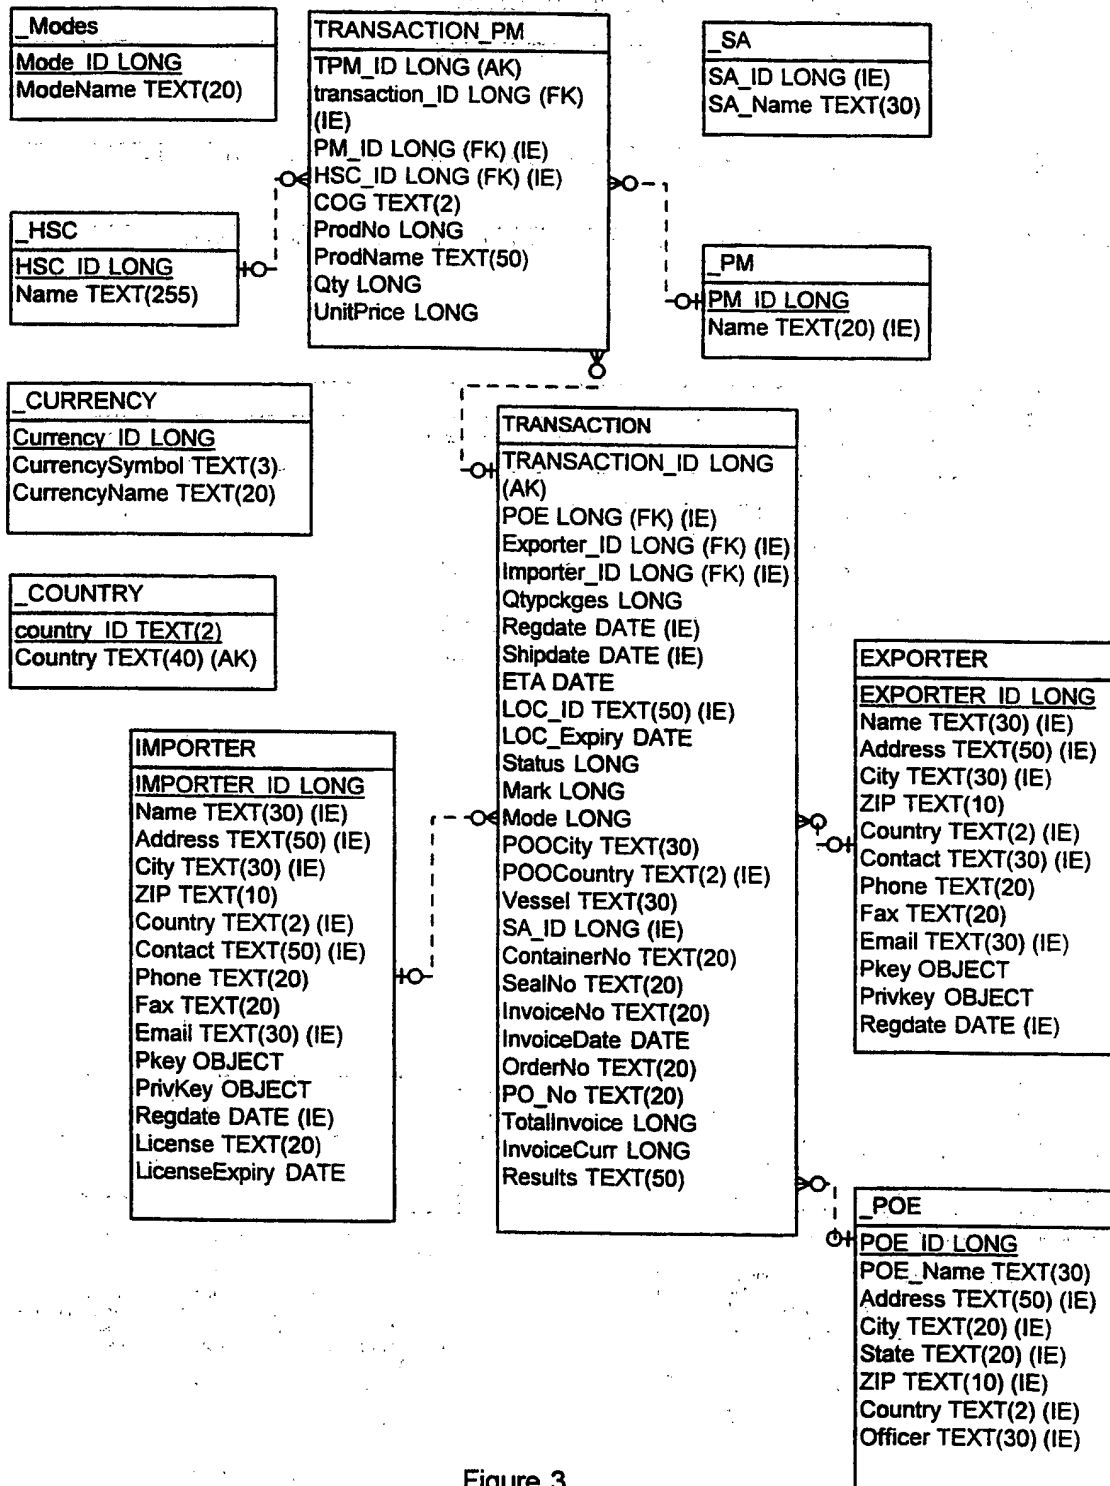 _Modes
Mode_ID LONG
ModeName TEXT(20)
TRANSACTION_PM
TPM_ID LONG (AK)
transaction_ID LONG (FK)
(IE)
PM_ID LONG (FK) (IE)
HSC_ID LONG (FK) (IE)
COG TEXT(2)
ProdNo LONG
ProdName TEXT(50)
Qty LONG
UnitPrice LONG
_SA
SA_ID LONG (IE)
SA_Name TEXT(30)
_HSC
HSC_ID LONG
Name TEXT(255)
_PM
PM_ID LONG
Name TEXT(20) (IE)
_CURRENCY
Currency_ID LONG
CurrencySymbol TEXT(3)
CurrencyName TEXT(20)
_COUNTRY
country_ID TEXT(2)
Country TEXT(40) (AK)
TRANSACTION
TRANSACTION_ID LONG
(AK)
POE LONG (FK) (IE)
Exporter_ID LONG (FK) (IE)
Importer_ID LONG (FK) (IE)
Qtypckges LONG
Regdate DATE (IE)
Shipdate DATE (IE)
ETA DATE
LOC_ID TEXT(50) (IE)
LOC_Expiry DATE
Status LONG
Mark LONG
Mode LONG
POOCity TEXT(30)
POOCountry TEXT(2) (IE)
Vessel TEXT(30)
SA_ID LONG (IE)
ContainerNo TEXT(20)
SealNo TEXT(20)
InvoiceNo TEXT(20)
InvoiceDate DATE
OrderNo TEXT(20)
PO_No TEXT(20)
TotalInvoice LONG
InvoiceCurr LONG
Results TEXT(50)
IMPORTER
IMPORTER_ID LONG
Name TEXT(30) (IE)
Address TEXT(50) (IE)
City TEXT(30) (IE)
ZIP TEXT(10)
Country TEXT(2) (IE)
Contact TEXT(50) (IE)
Phone TEXT(20)
Fax TEXT(20)
Email TEXT(30) (IE)
Pkey OBJECT
PrivKey OBJECT
Regdate DATE (IE)
License TEXT(20)
LicenseExpiry DATE
EXPORTER
EXPORTER_ID LONG
Name TEXT(30) (IE)
Address TEXT(50) (IE)
City TEXT(30) (IE)
ZIP TEXT(10)
Country TEXT(2) (IE)
Contact TEXT(30) (IE)
Phone TEXT(20)
Fax TEXT(20)
Email TEXT(30) (IE)
Pkey OBJECT
Privkey OBJECT
Regdate DATE (IE)
_POE
POE_ID LONG
POE_Name TEXT(30)
Address TEXT(50) (IE)
City TEXT(20) (IE)
State TEXT(20) (IE)
ZIP TEXT(10) (IE)
Country TEXT(2) (IE)
Officer TEXT(30) (IE)
Figure 3